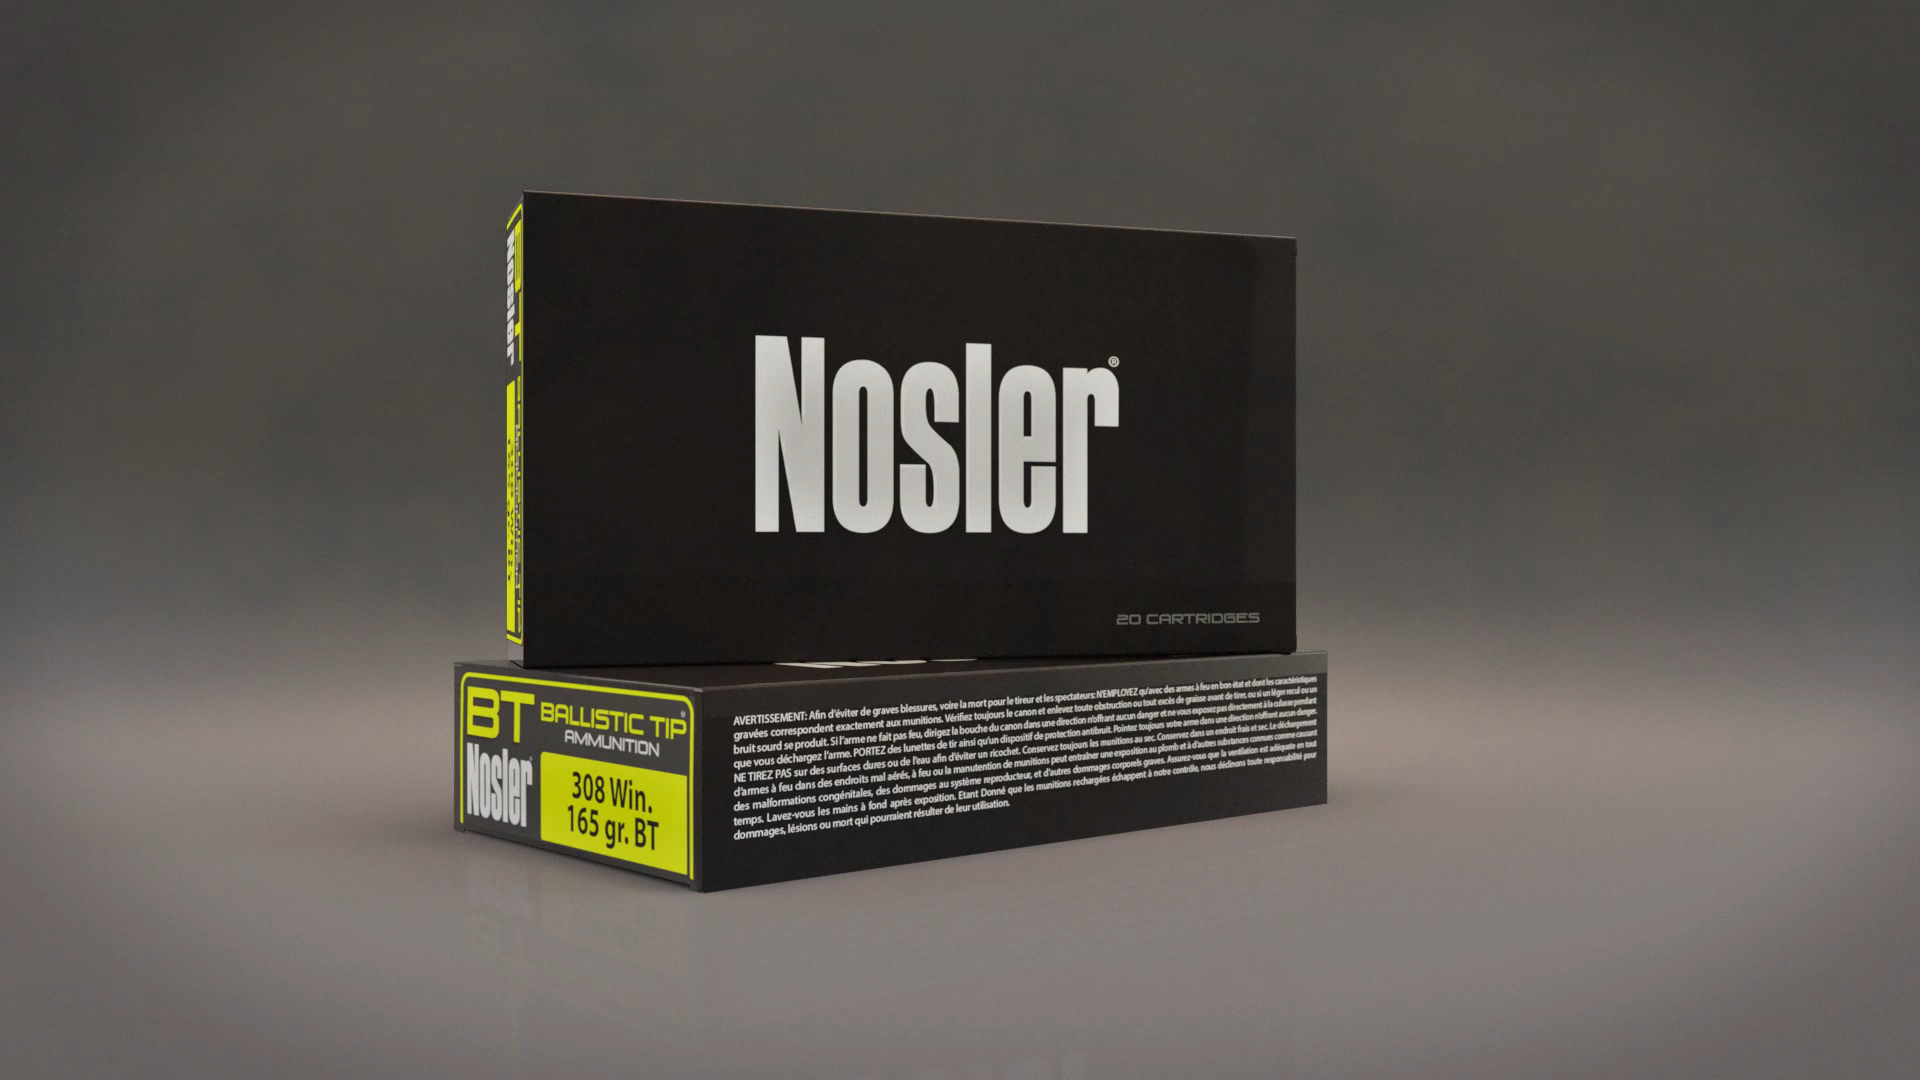 Nosler®
20 CARTRIDGES
BT BALLISTIC TIP®
AMMUNITION
Nosler®
308 Win.
165 gr. BT
AVERTISSEMENT: Afin d'éviter de graves blessures, voire la mort pour le tireur et les spectateurs: N'EMPLOYEZ qu'avec des armes à feu en bon état et dont les caractéristiques
gravées correspondent exactement aux munitions. Vérifiez toujours le canon et enlevez toute obstruction ou tout excès de graisse avant de tirer, ou si un léger recul ou un
bruit sourd se produit. Si l'arme ne fait pas feu, dirigez la bouche du canon dans une direction n'offrant aucun danger et ne vous exposez pas directement à la culasse pendant
que vous déchargez l'arme. PORTEZ des lunettes de tir ainsi qu'un dispositif de protection antibruit. Pointez toujours votre arme dans une direction n'offrant aucun danger.
NE TIREZ PAS sur des surfaces dures ou de l'eau afin d'éviter un ricochet. Conservez toujours les munitions au sec. Conservez dans un endroit frais et sec. Le déchargement
d'armes à feu dans des endroits mal aérés, à feu ou la manutention de munitions peut entraîner une exposition au plomb et à d'autres substances connues comme causant
des malformations congénitales, des dommages au système reproducteur, et d'autres dommages corporels graves. Assurez-vous que la ventilation est adéquate en tout
temps. Lavez-vous les mains à fond après exposition. Etant Donné que les munitions rechargées échappent à notre contrôle, nous déclinons toute responsabilité pour
dommages, lésions ou mort qui pourraient résulter de leur utilisation.
Nosler
BT